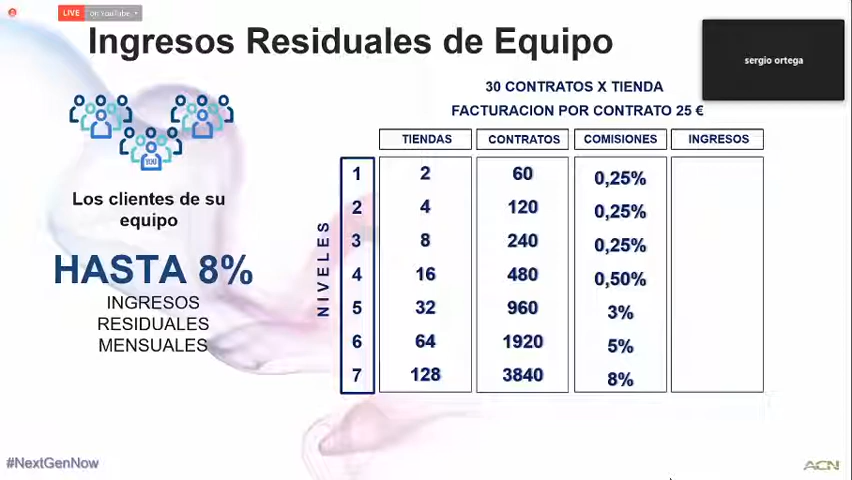 LIVE on YouTube
Ingresos Residuales de Equipo
sergio ortega
30 CONTRATOS X TIENDA
FACTURACION POR CONTRATO 25 €
TIENDAS CONTRATOS COMISIONES INGRESOS
YOU
Los clientes de su
equipo
HASTA 8%
INGRESOS
RESIDUALES
MENSUALES
NIVELES
1 2 60 0,25%
2 4 120 0,25%
3 8 240 0,25%
4 16 480 0,50%
5 32 960 3%
6 64 1920 5%
7 128 3840 8%
#NextGenNow
ACN